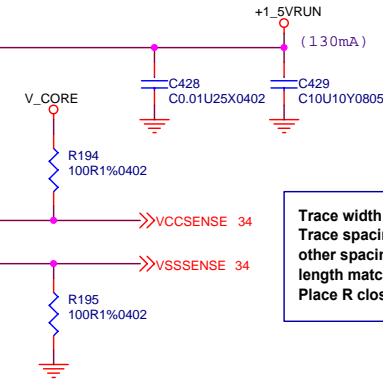 +1_5VRUN
(130mA)
C428
C0.01U25X0402
C429
C10U10Y0805
V_CORE
R194
100R1%0402
VCCSENSE 34
VSSSENSE 34
R195
100R1%0402
Trace width
Trace spacin
other spacin
length matc
Place R clos